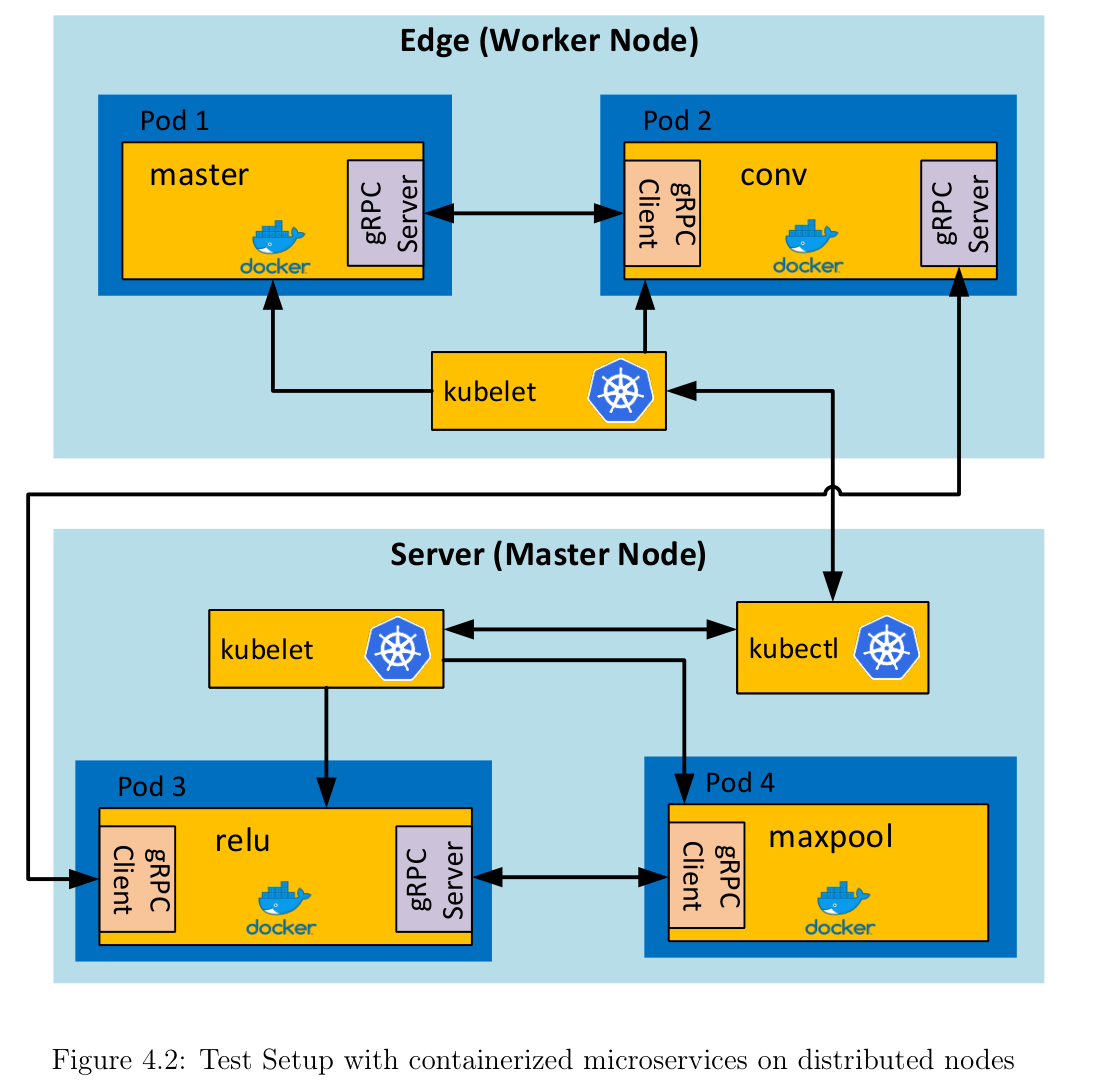 Edge (Worker Node)
Pod 1
master
gRPC
Server
docker
Pod 2
gRPC
Client
conv
gRPC
Server
docker
kubelet
Server (Master Node)
kubelet
kubectl
Pod 3
gRPC
Client
relu
gRPC
Server
docker
Pod 4
gRPC
Client
maxpool
docker
Figure 4.2: Test Setup with containerized microservices on distributed nodes